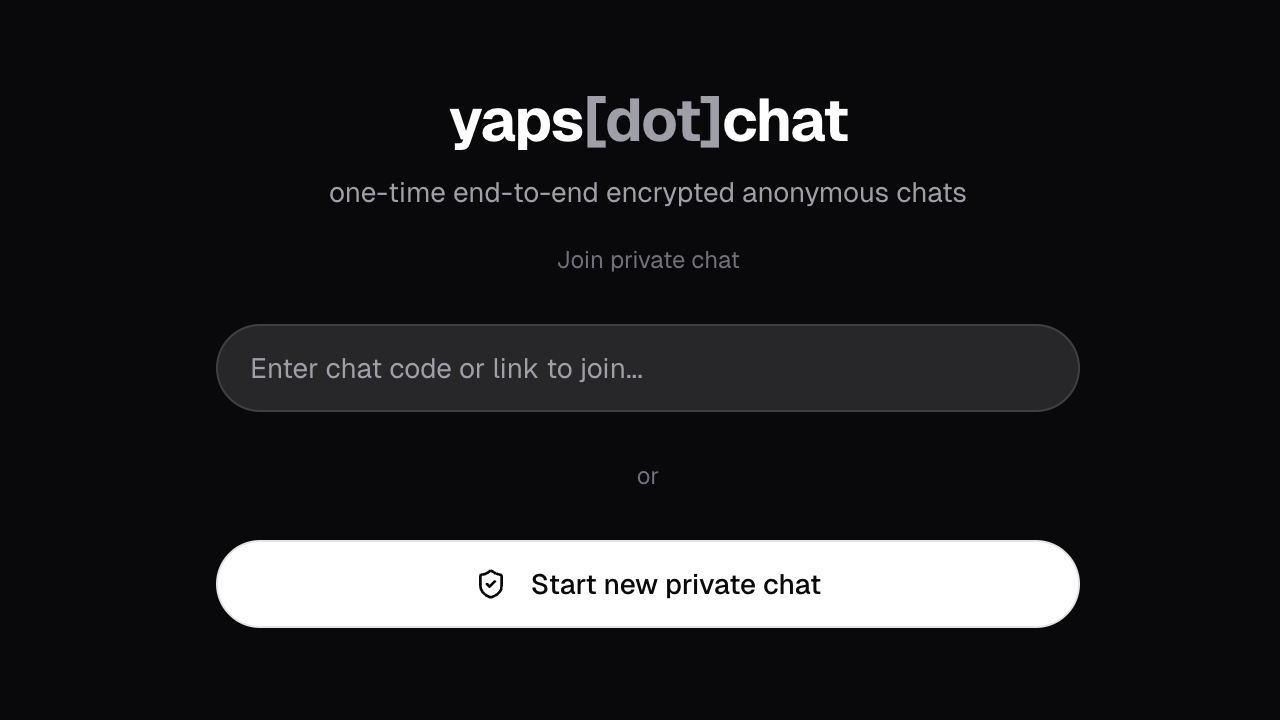 yaps[dot]chat
one-time end-to-end encrypted anonymous chats
Join private chat
Enter chat code or link to join...
or
Start new private chat